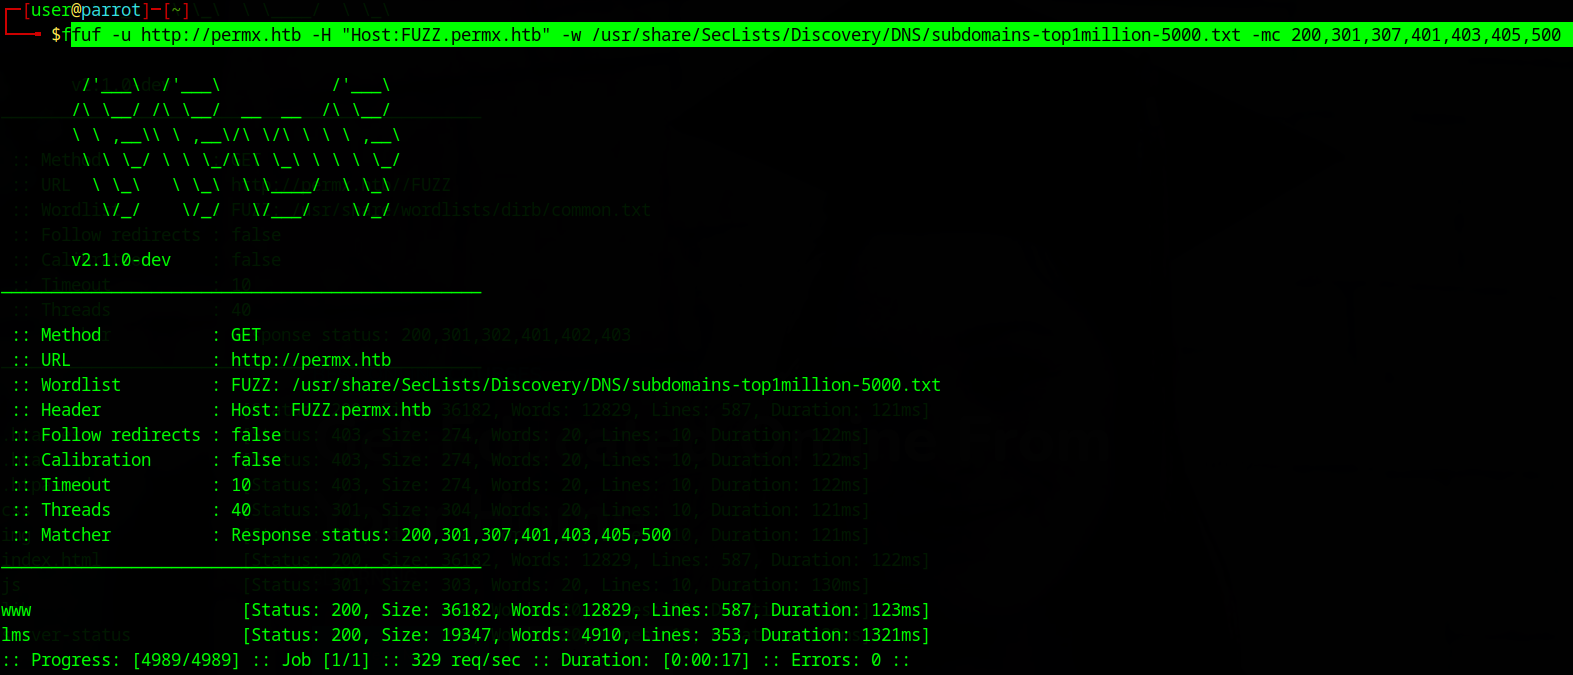 ┌─[user@parrot]─[~]
└──╼ $ffuf -u http://permx.htb -H "Host:FUZZ.permx.htb" -w /usr/share/SecLists/Discovery/DNS/subdomains-top1million-5000.txt -mc 200,301,307,401,403,405,500
        /'___\  /'___\           /'___\
       /\ \__/ /\ \__/  __  __  /\ \__/
       \ \ ,__\\ \ ,__\/\ \/\ \ \ \ ,__\
        \ \ \_/ \ \ \_/\ \ \_\ \ \ \ \_/
         \ \_\   \ \_\  \ \____/  \ \_\
          \/_/    \/_/   \/___/    \/_/
       v2.1.0-dev
________________________________________________
 :: Method           : GET
 :: URL              : http://permx.htb
 :: Wordlist         : FUZZ: /usr/share/SecLists/Discovery/DNS/subdomains-top1million-5000.txt
 :: Header           : Host: FUZZ.permx.htb
 :: Follow redirects : false
 :: Calibration      : false
 :: Timeout          : 10
 :: Threads          : 40
 :: Matcher          : Response status: 200,301,307,401,403,405,500
________________________________________________
www                     [Status: 200, Size: 36182, Words: 12829, Lines: 587, Duration: 123ms]
lms                     [Status: 200, Size: 19347, Words: 4910, Lines: 353, Duration: 1321ms]
:: Progress: [4989/4989] :: Job [1/1] :: 329 req/sec :: Duration: [0:00:17] :: Errors: 0 ::